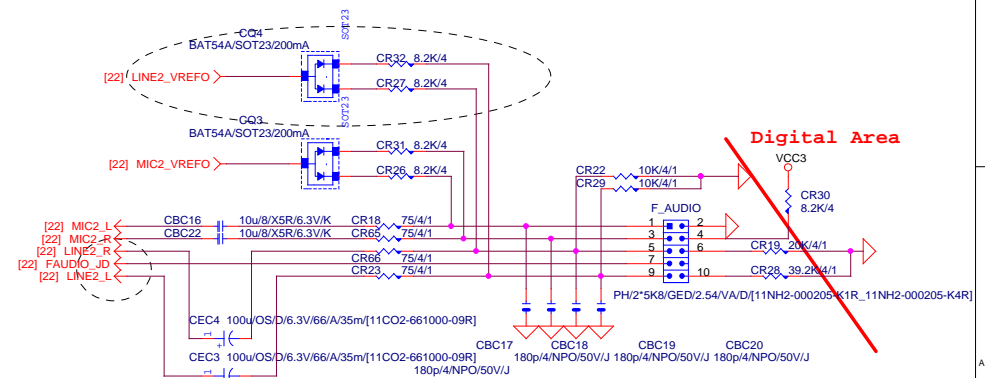 SOT23
CQ4
BAT54A/SOT23/200mA
CR32 8.2K/4
[22] LINE2_VREFO
CR27 8.2K/4
SOT23
CQ3
BAT54A/SOT23/200mA
Digital Area
CR31 8.2K/4
VCC3
[22] MIC2_VREFO
CR26 8.2K/4
CR22 10K/4/1
CR29 10K/4/1
CR30
8.2K/4
F_AUDIO
[22] MIC2_L CBC16 10u/8/X5R/6.3V/K CR18 75/4/1 1 2
[22] MIC2_R CBC22 10u/8/X5R/6.3V/K CR65 75/4/1 3 4
[22] LINE2_R 5 6 CR19 20K/4/1
[22] FAUDIO_JD CR66 75/4/1 7
[22] LINE2_L CR23 75/4/1 9 10 CR28 39.2K/4/1
PH/2*5K8/GED/2.54/VA/D/[11NH2-000205-K1R_11NH2-000205-K4R]
CEC4 100u/OS/D/6.3V/66/A/35m/[11CO2-661000-09R]
1
+
CBC17 CBC18 CBC19 CBC20
CEC3 100u/OS/D/6.3V/66/A/35m/[11CO2-661000-09R]
180p/4/NPO/50V/J 180p/4/NPO/50V/J 180p/4/NPO/50V/J
180p/4/NPO/50V/J
1
A